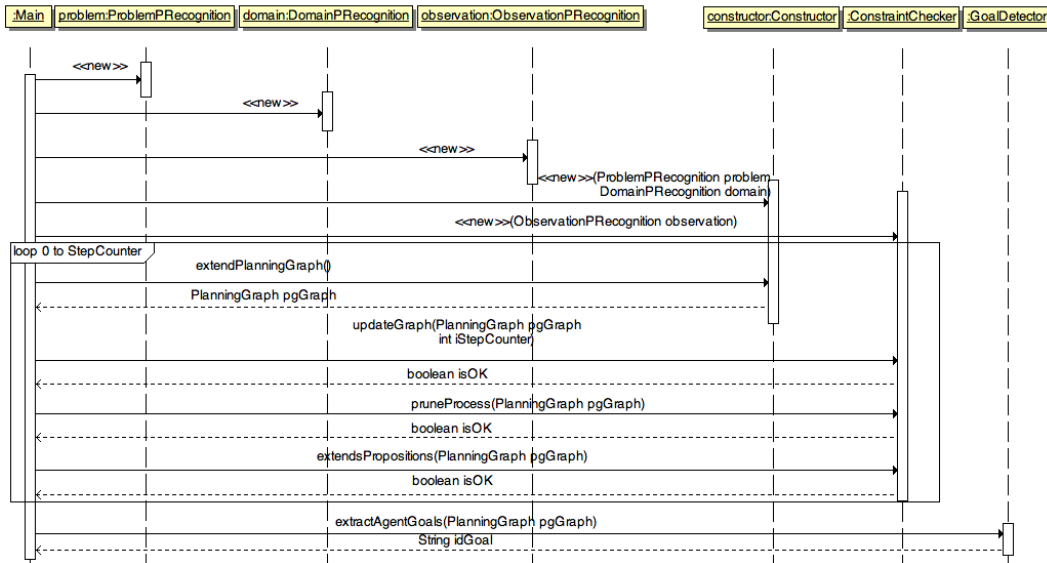 :Main
problem:ProblemPRecognition
domain:DomainPRecognition
observation:ObservationPRecognition
constructor:Constructor
:ConstraintChecker
:GoalDetector
<<new>>
<<new>>
<<new>>
<<new>>(ProblemPRecognition problem
DomainPRecognition domain)
<<new>>(ObservationPRecognition observation)
loop 0 to StepCounter
extendPlanningGraph()
PlanningGraph pgGraph
updateGraph(PlanningGraph pgGraph
int iStepCounter)
boolean isOK
pruneProcess(PlanningGraph pgGraph)
boolean isOK
extendsPropositions(PlanningGraph pgGraph)
boolean isOK
extractAgentGoals(PlanningGraph pgGraph)
String idGoal